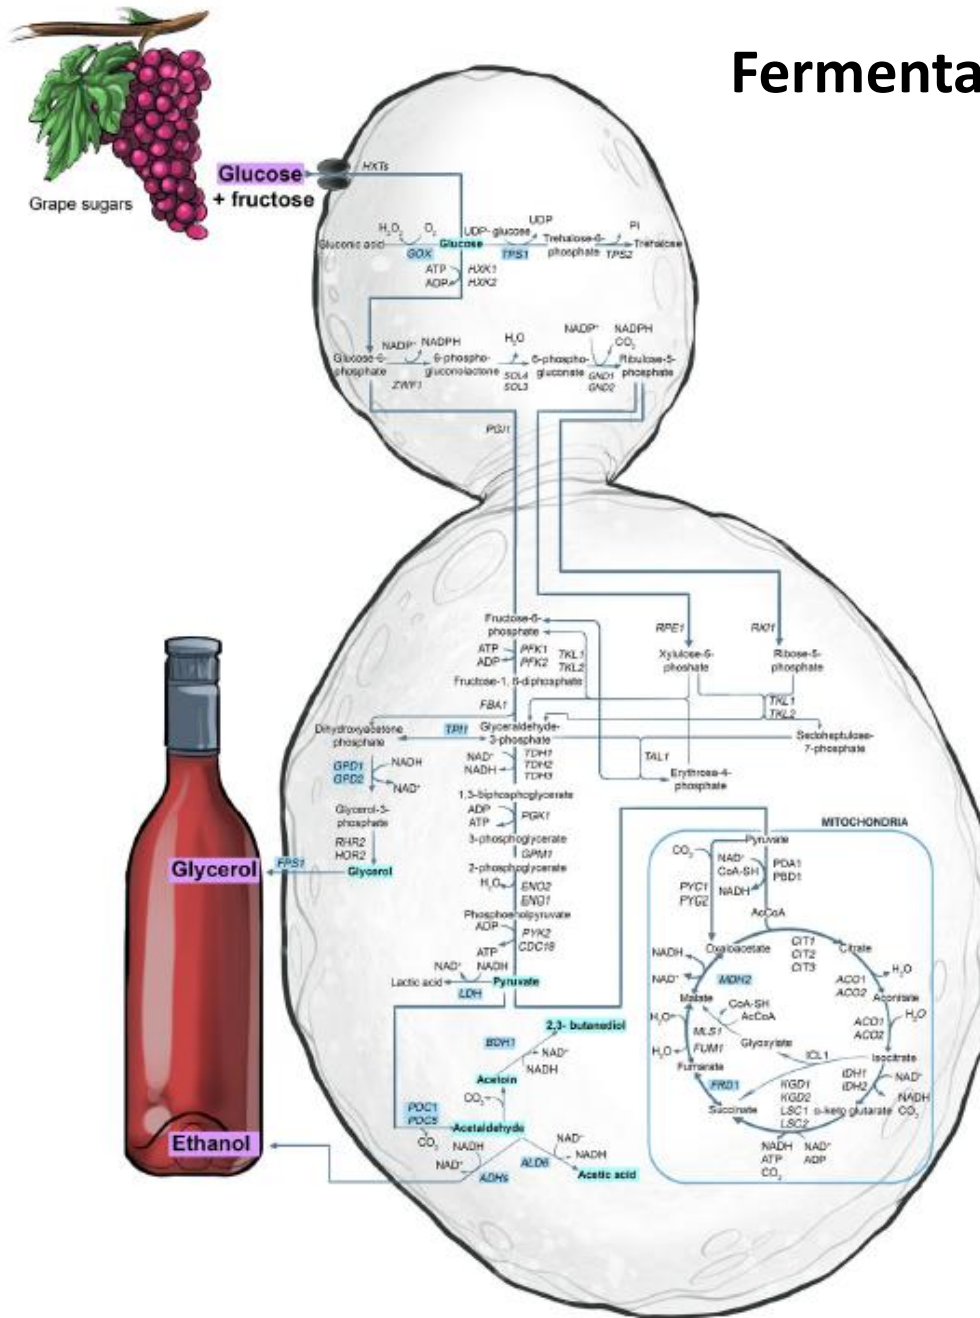 Fermenta
Grape sugars
Glucose
+ fructose
HXTs
H₂O₂
O₂
UDP- glucose
UDP
Pi
Gluconic acid
GOX
Glucose
TPS1
Trehalose-6-
phosphate
TPS2
Trehalose
ATP
ADP
HXK1
HXK2
Glucose-6-
phosphate
NADP⁺
NADPH
ZWF1
6-phospho-
gluconolactone
H₂O
SOL4
SOL3
6-phospho-
gluconate
NADP⁺
NADPH
CO₂
GND1
GND2
Ribulose-5-
phosphate
PGI1
Fructose-6-
phosphate
RPE1
RKI1
Xylulose-5-
phoshate
Ribose-5-
phosphate
ATP
ADP
PFK1
PFK2
TKL1
TKL2
Fructose-1, 6-diphosphate
FBA1
TKL1
TKL2
Dihydroxyacetone
phosphate
TPI1
Glyceraldehyde-
3-phosphate
Sedoheptulose-
7-phosphate
GPD1
GPD2
NADH
NAD⁺
NAD⁺
NADH
TDH1
TDH2
TDH3
TAL1
Erythrose-4-
phosphate
Glycerol-3-
phosphate
1,3-biphosphoglycerate
ADP
ATP
PGK1
RHR2
HOR2
3-phosphoglycerate
GPM1
Glycerol
FPS1
Glycerol
2-phosphoglycerate
H₂O
ENO2
ENO1
Phosphoenolpyruvate
ADP
ATP
PYK2
CDC19
NAD⁺
NADH
Lactic acid
LDH
Pyruvate
2,3- butanediol
BDH1
NAD⁺
NADH
Acetoin
CO₂
PDC1
PDC5
CO₂
Acetaldehyde
NADH
NAD⁺
ADHs
ALD6
NAD⁺
NADH
Acetic acid
Ethanol
MITOCHONDRIA
Pyruvate
CO₂
NAD⁺
CoA-SH
NADH
PDA1
PBD1
PYC1
PYC2
AcCoA
Oxaloacetate
CIT1
CIT2
CIT3
Citrate
NADH
NAD⁺
MDH2
ACO1
ACO2
H₂O
Malate
Aconitate
CoA-SH
AcCoA
H₂O
MLS1
FUM1
Glyoxylate
ACO1
ACO2
H₂O
H₂O
ICL1
Isocitrate
Fumarate
FRD1
KGD1
KGD2
LSC1
LSC2
IDH1
IDH2
NAD⁺
NADH
CO₂
Succinate
α-keto glutarate
NADH
ATP
CO₂
NAD⁺
ADP